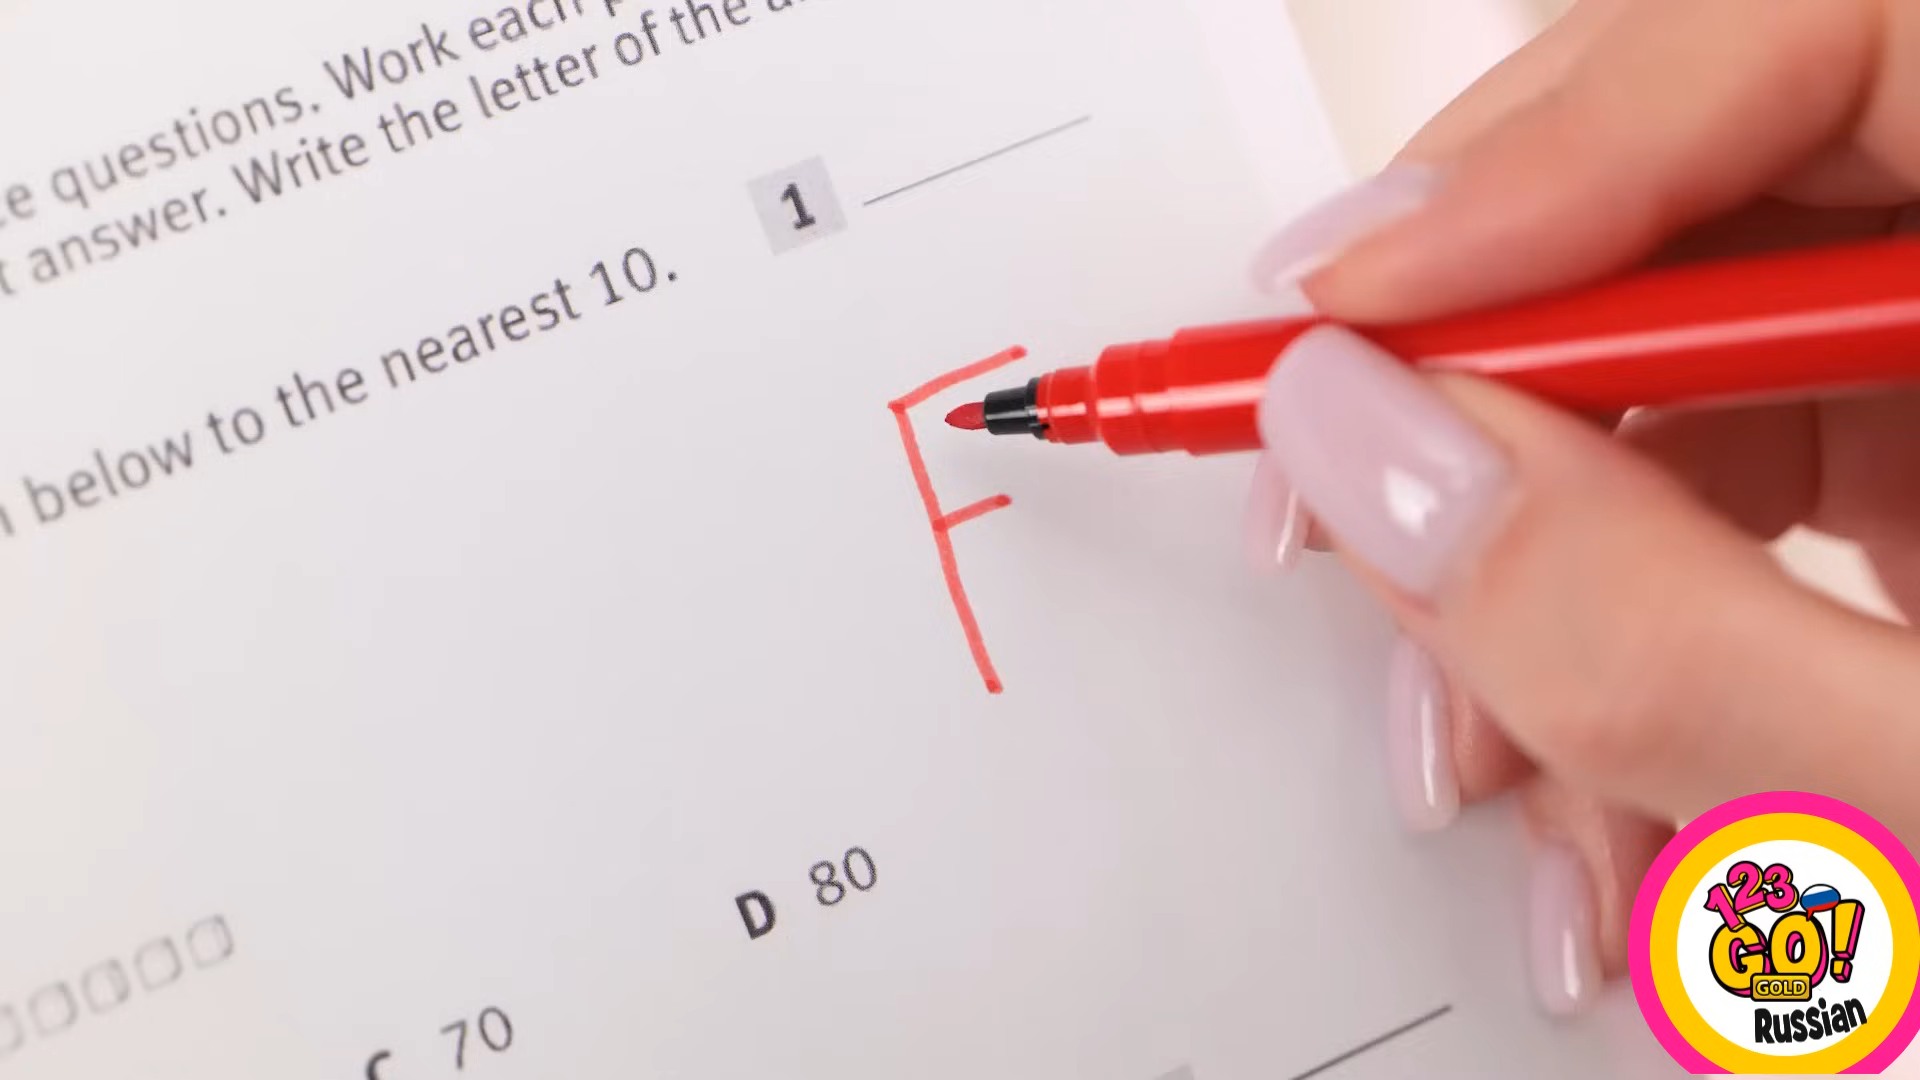 questions. Work each
answer. Write the letter of the
1
below to the nearest 10.
F
D 80
C 70
123
GO!
GOLD
Russian